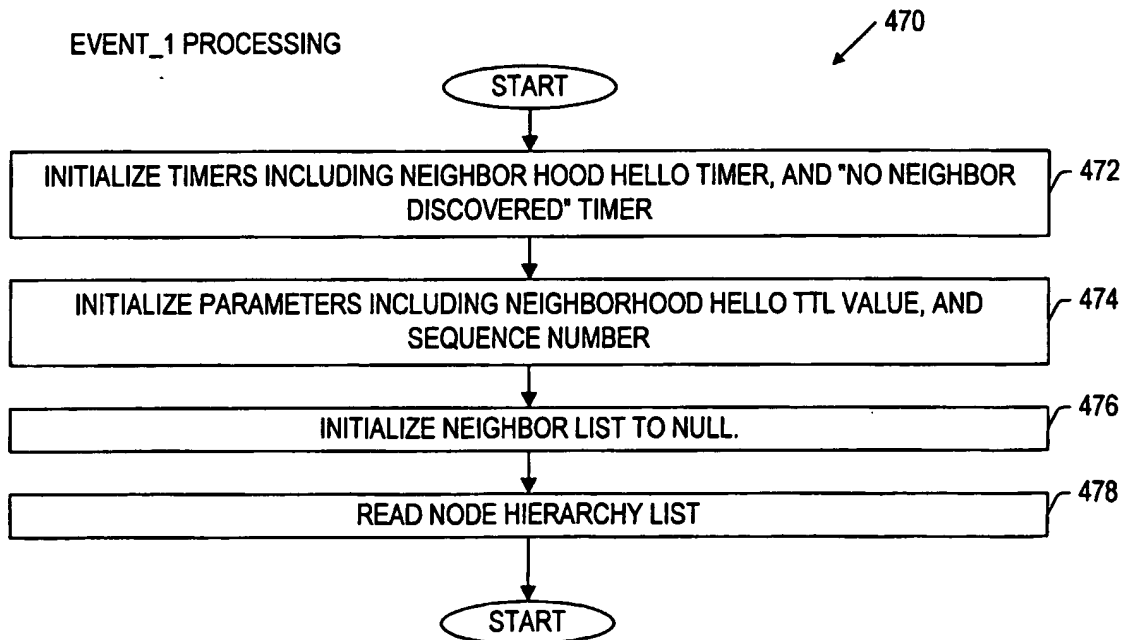 470
EVENT_1 PROCESSING
START
INITIALIZE TIMERS INCLUDING NEIGHBOR HOOD HELLO TIMER, AND "NO NEIGHBOR
DISCOVERED" TIMER
472
INITIALIZE PARAMETERS INCLUDING NEIGHBORHOOD HELLO TTL VALUE, AND
SEQUENCE NUMBER
474
INITIALIZE NEIGHBOR LIST TO NULL.
476
READ NODE HIERARCHY LIST
478
START